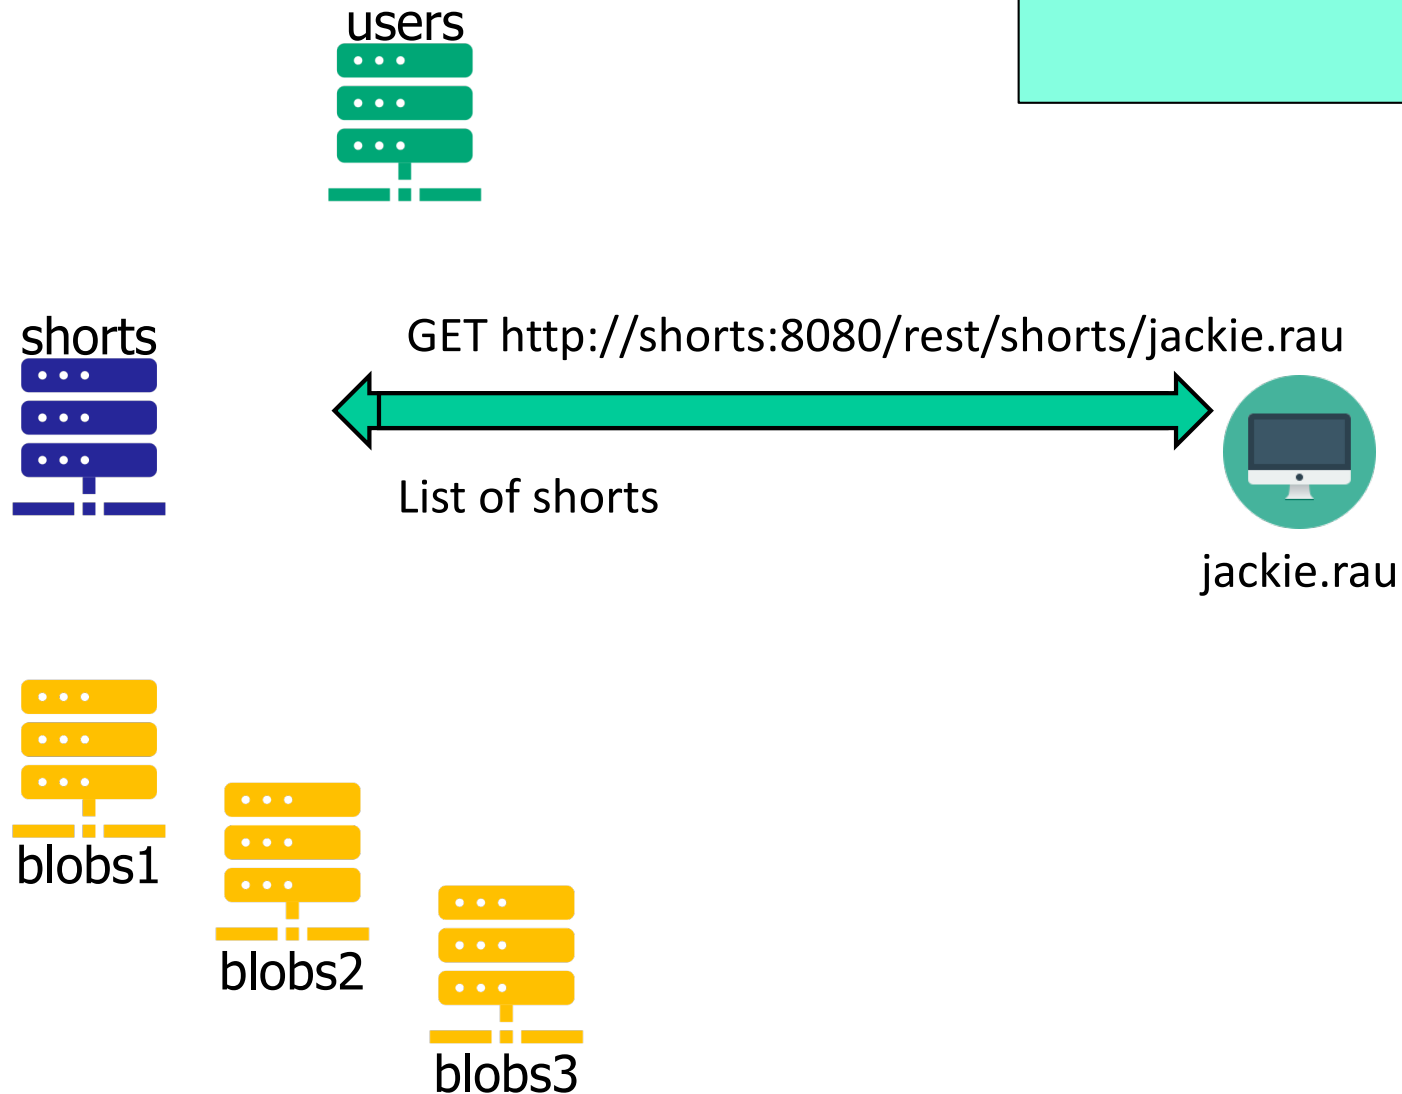 users
shorts
GET http://shorts:8080/rest/shorts/jackie.rau
List of shorts
jackie.rau
blobs1
blobs2
blobs3